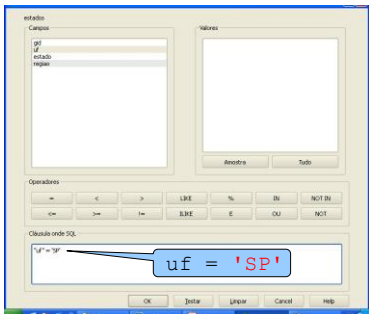 estados
Campos
Valores
gid
uf
estado
regiao
Amostra
Tudo
Operadores
=
<
>
LIKE
%
IN
NOT IN
<=
>=
!=
ILIKE
E
OU
NOT
Cláusula onde SQL
"uf" = 'SP'
uf = 'SP'
OK
Testar
Limpar
Cancel
Help